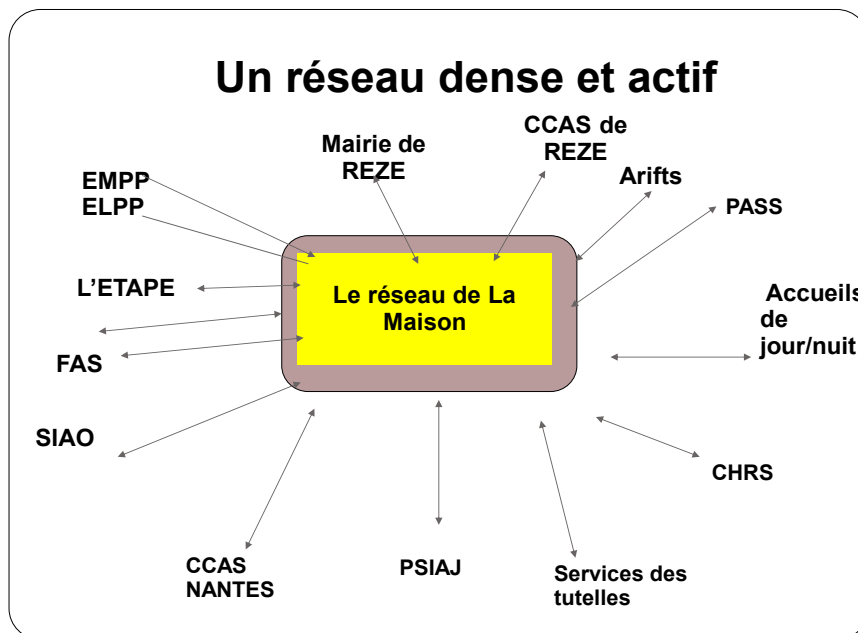 Un réseau dense et actif
Mairie de
REZE
CCAS de
REZE
Arifts
PASS
EMPP
ELPP
L'ETAPE
FAS
SIAO
Le réseau de La
Maison
Accueils
de
jour/nuit
CHRS
CCAS
NANTES
PSIAJ
Services des
tutelles